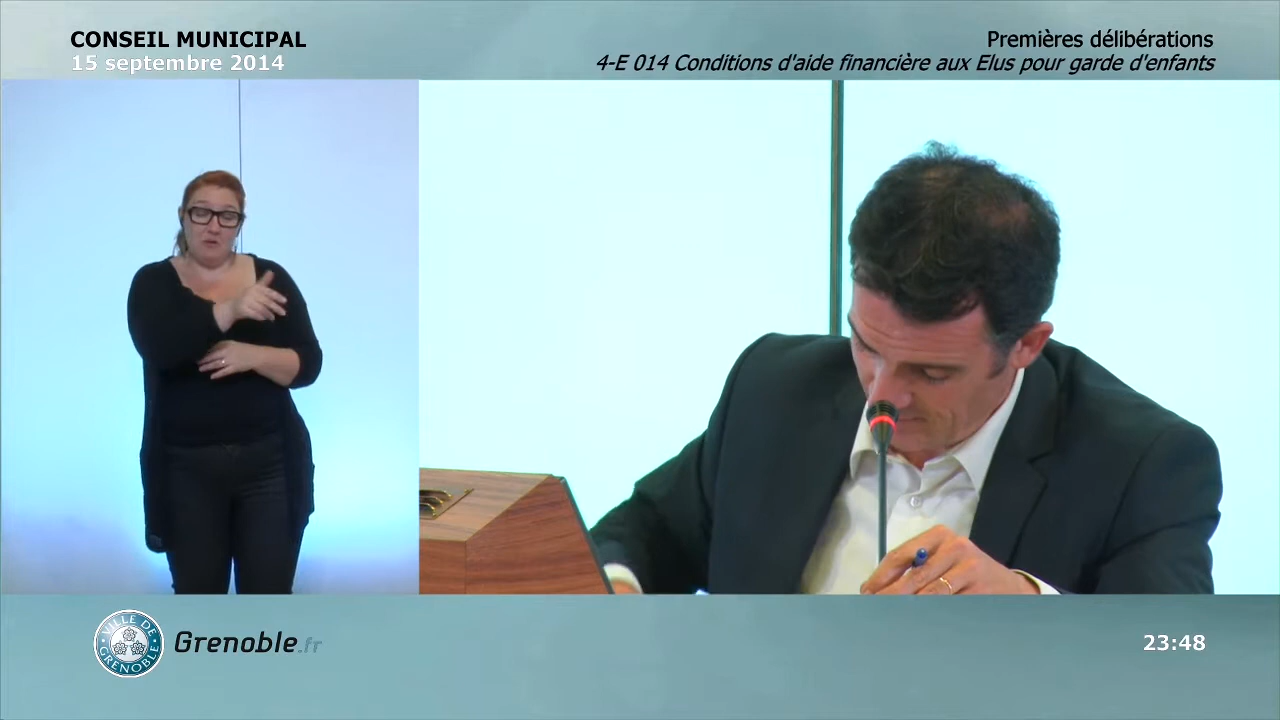 CONSEIL MUNICIPAL
15 septembre 2014
Premières délibérations
4-E 014 Conditions d'aide financière aux Elus pour garde d'enfants
VILLE DE GRENOBLE
Grenoble.fr
23:48